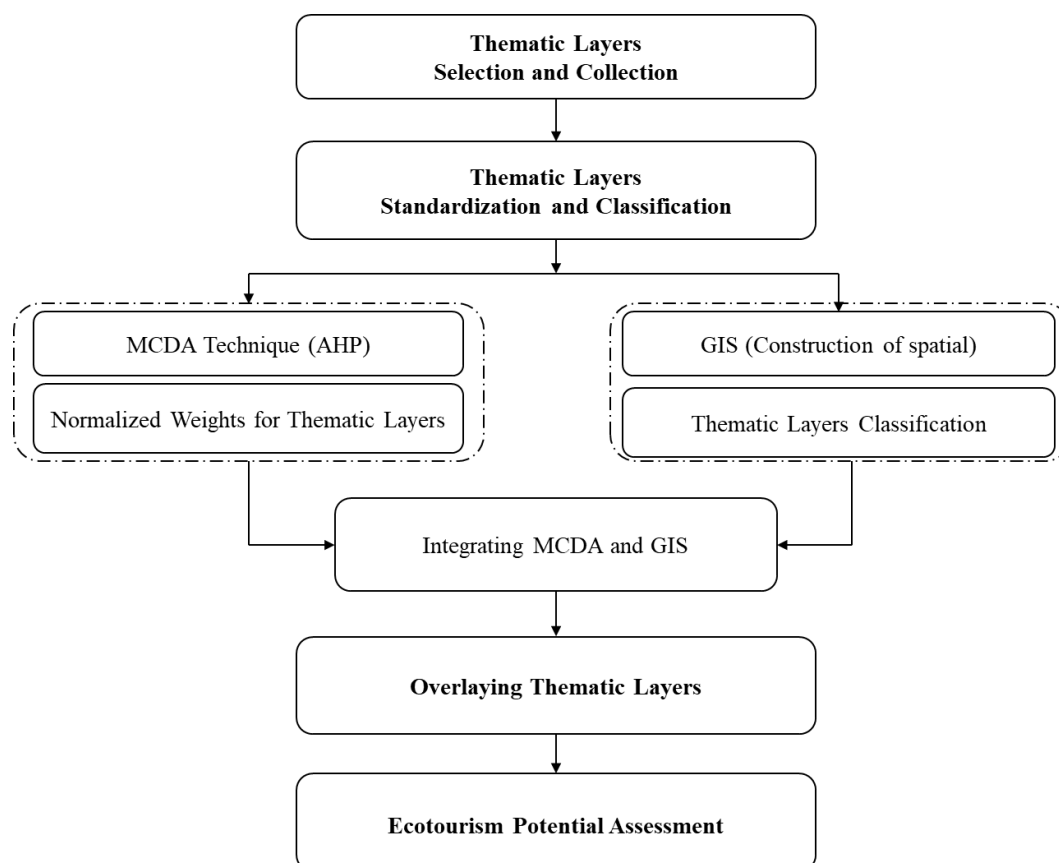 Thematic Layers
Selection and Collection
Thematic Layers
Standardization and Classification
MCDA Technique (AHP)
Normalized Weights for Thematic Layers
GIS (Construction of spatial)
Thematic Layers Classification
Integrating MCDA and GIS
Overlaying Thematic Layers
Ecotourism Potential Assessment